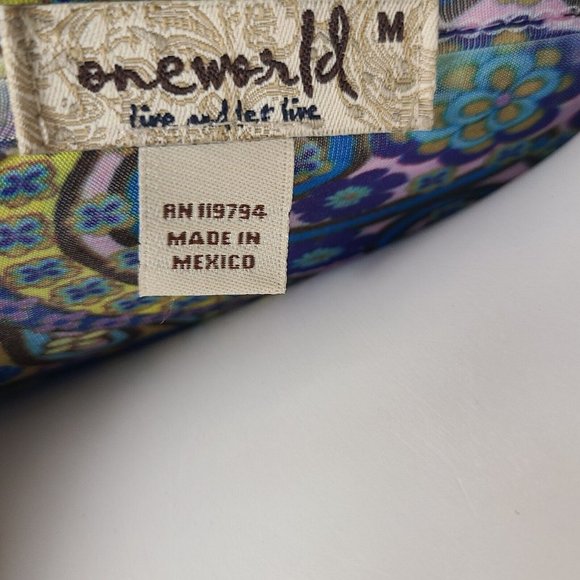 oneworld M
live and let live
RN 119794
MADE IN
MEXICO